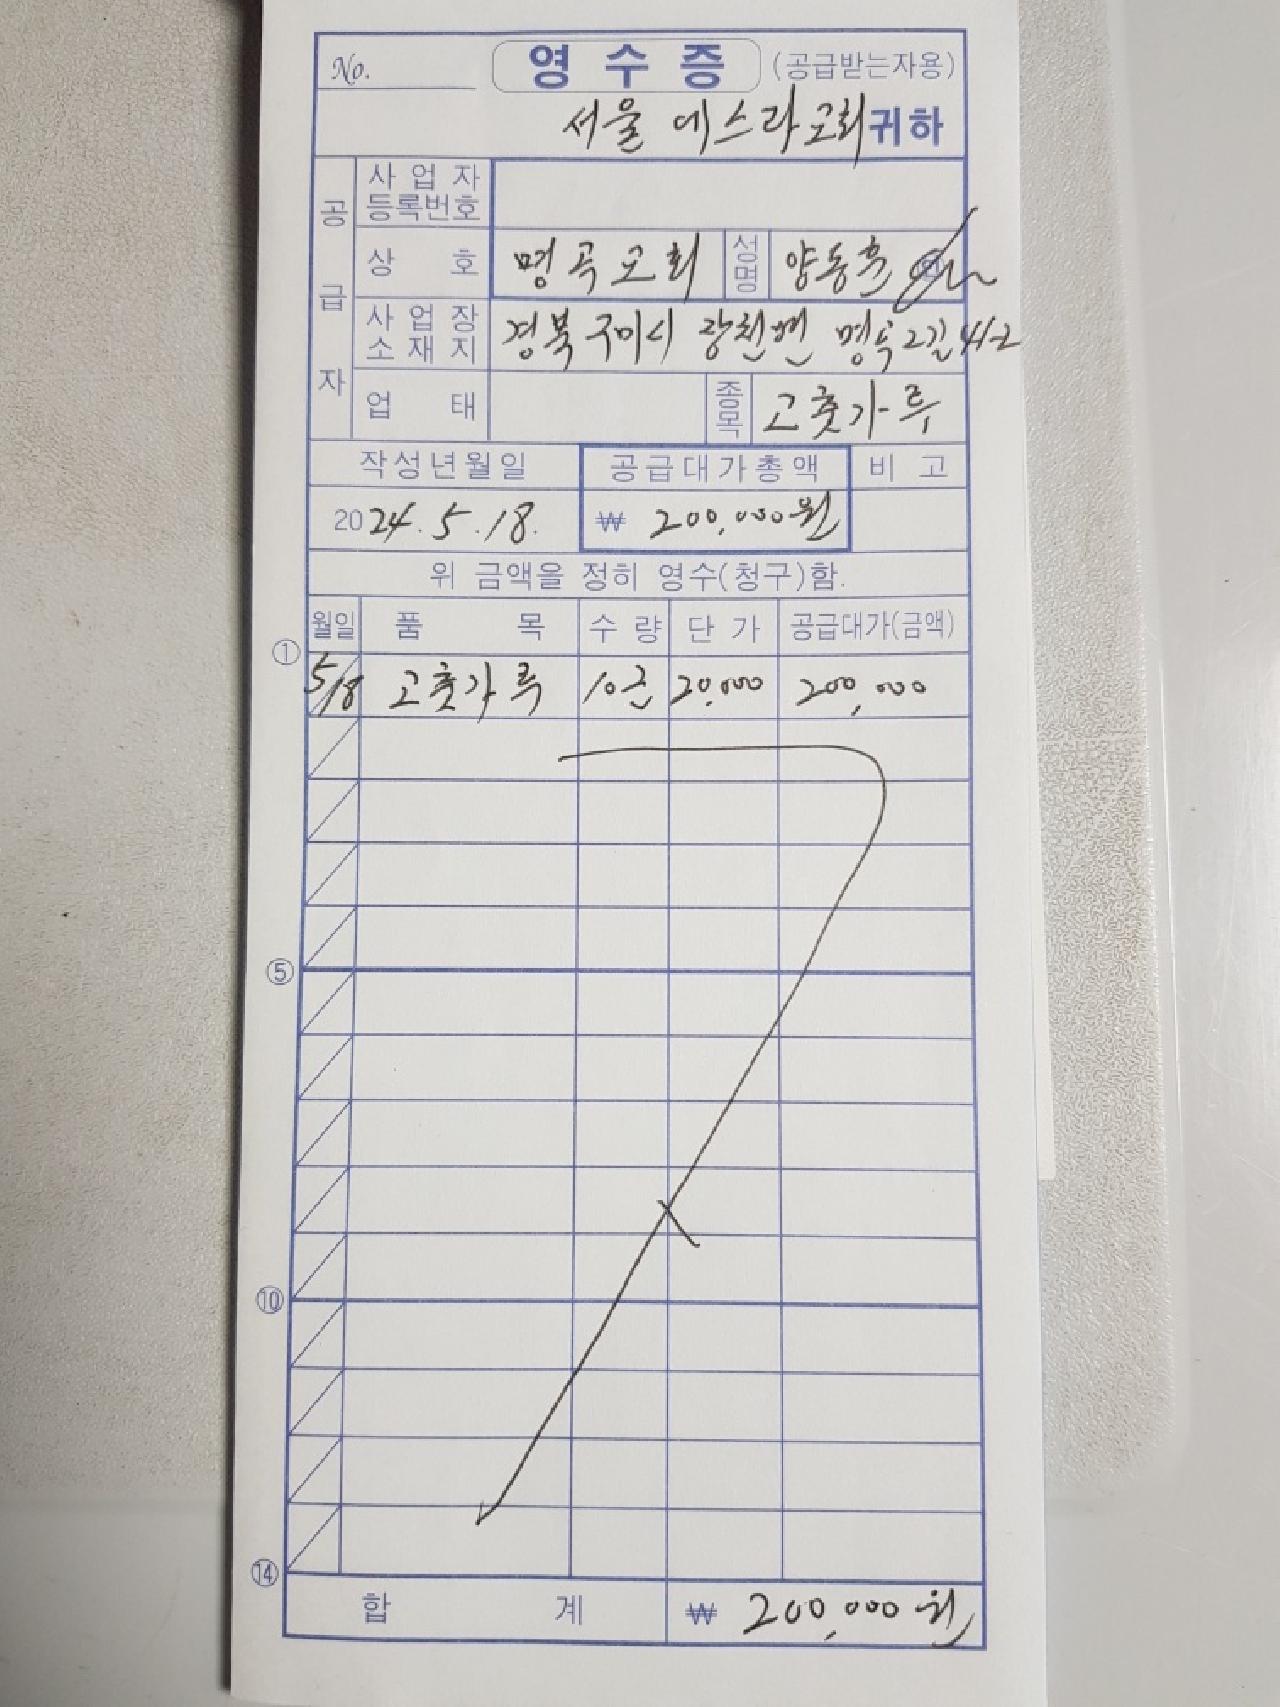 No. 영 수 증 (공급받는자용)
서울 에스라교회 귀하
공급자
사업자 등록번호
상 호 명곡교회 성명 양동훈
사업장 소재지 경북 구미시 장천면 명곡2길 41-2
업 태 종목 고춧가루
작성년월일 공급대가총액 비 고
2024. 5. 18. ₩ 200,000원
위 금액을 정히 영수(청구)함.
월일 품 목 수 량 단 가 공급대가(금액)
①
5/18 고춧가루 10근 20,000 200,000
⑤
⑩
⑭
합 계 ₩ 200,000원